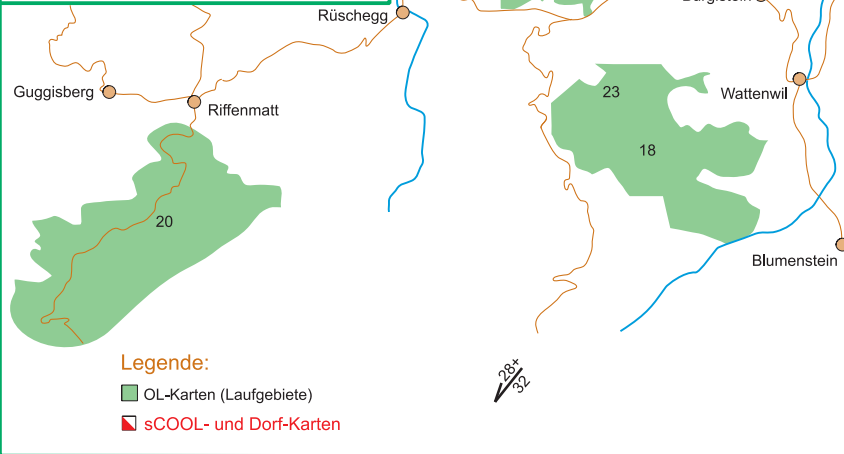 Rüschegg
Guggisberg
Riffenmatt
23
Wattenwil
18
20
Blumenstein
Legende:
OL-Karten (Laufgebiete)
sCOOL- und Dorf-Karten
28+
32